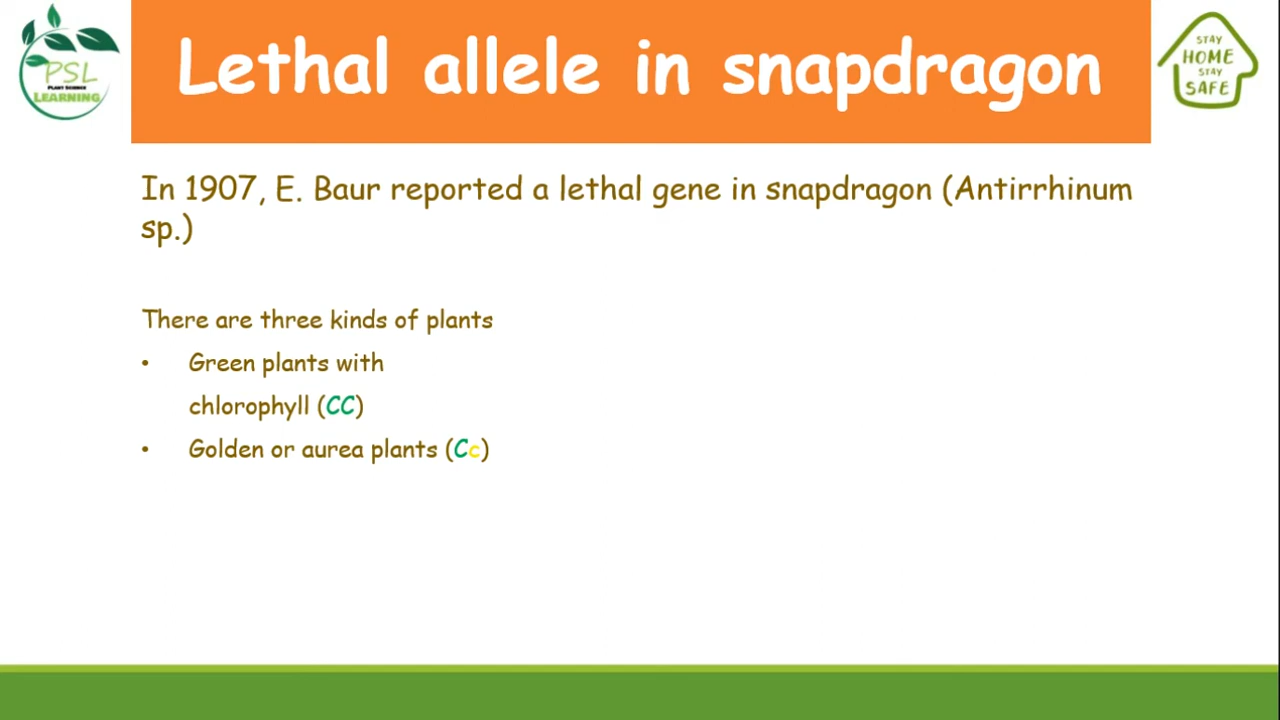 PSL
PLANT SCIENCE
LEARNING
Lethal allele in snapdragon
STAY
HOME
STAY
SAFE
In 1907, E. Baur reported a lethal gene in snapdragon (Antirrhinum
sp.)
There are three kinds of plants
• Green plants with
chlorophyll (CC)
• Golden or aurea plants (Cc)